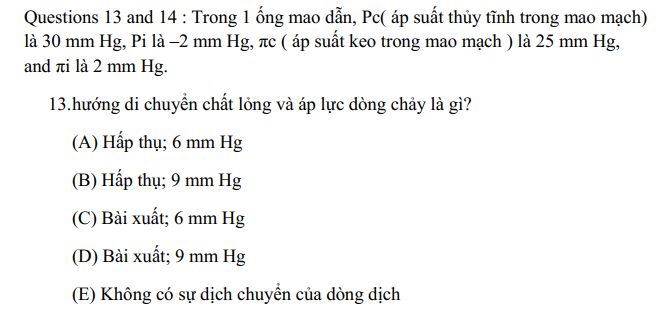 Questions 13 and 14 : Trong 1 ống mao dẫn, Pc( áp suất thủy tĩnh trong mao mạch)
là 30 mm Hg, Pi là –2 mm Hg, πc ( áp suất keo trong mao mạch ) là 25 mm Hg,
and πi là 2 mm Hg.
13.hướng di chuyển chất lỏng và áp lực dòng chảy là gì?
(A) Hấp thụ; 6 mm Hg
(B) Hấp thụ; 9 mm Hg
(C) Bài xuất; 6 mm Hg
(D) Bài xuất; 9 mm Hg
(E) Không có sự dịch chuyển của dòng dịch